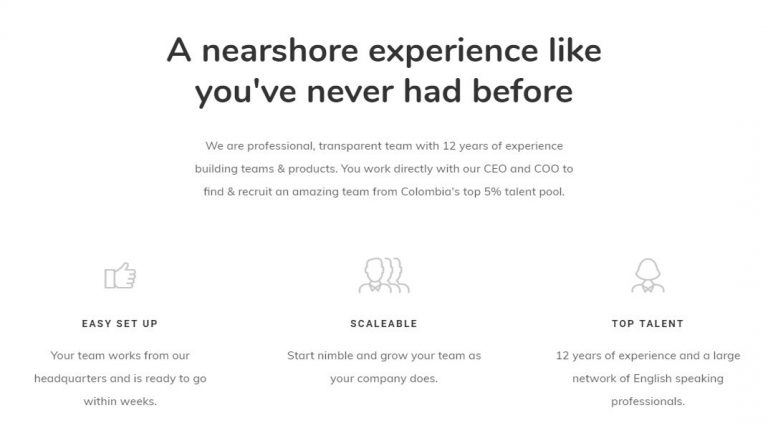 A nearshore experience like
you've never had before
We are professional, transparent team with 12 years of experience
building teams & products. You work directly with our CEO and COO to
find & recruit an amazing team from Colombia's top 5% talent pool.
EASY SET UP
Your team works from our
headquarters and is ready to go
within weeks.
SCALEABLE
Start nimble and grow your team as
your company does.
TOP TALENT
12 years of experience and a large
network of English speaking
professionals.